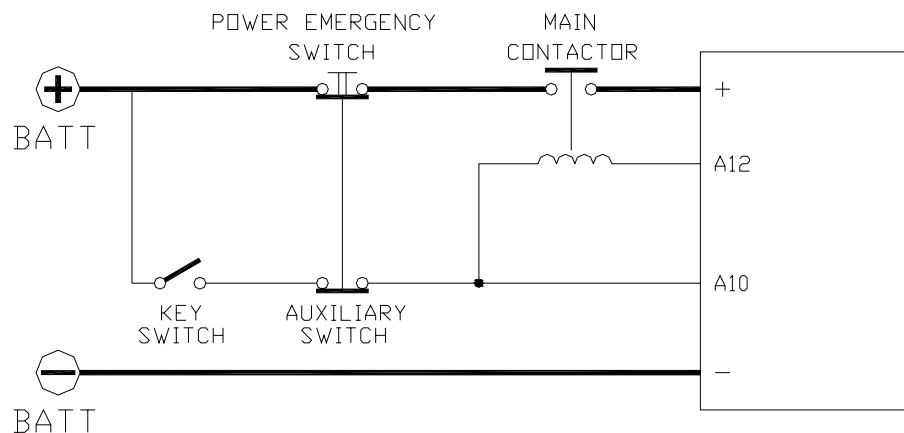 POWER EMERGENCY
SWITCH
MAIN
CONTACTOR
+
BATT
+
A12
A10
KEY
SWITCH
AUXILIARY
SWITCH
-
BATT
-